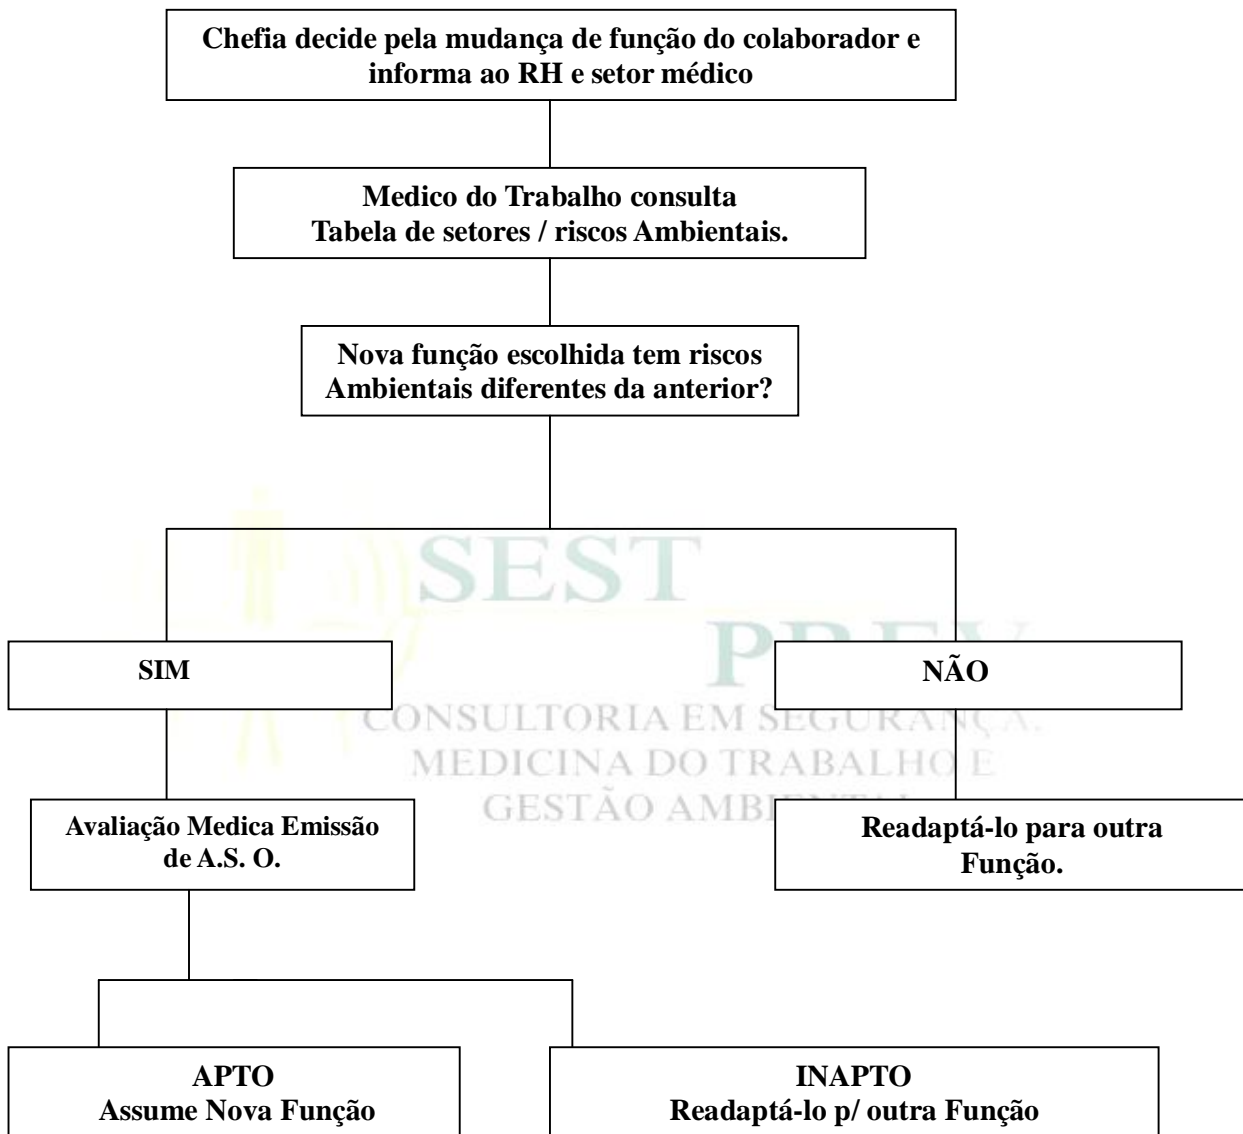 Chefia decide pela mudança de função do colaborador e
informa ao RH e setor médico
Medico do Trabalho consulta
Tabela de setores / riscos Ambientais.
Nova função escolhida tem riscos
Ambientais diferentes da anterior?
SEST
PREV
SIM
NÃO
CONSULTORIA EM SEGURANÇA,
MEDICINA DO TRABALHO E
GESTÃO AMBIENTAL
Avaliação Medica Emissão
de A.S. O.
Readaptá-lo para outra
Função.
APTO
Assume Nova Função
INAPTO
Readaptá-lo p/ outra Função